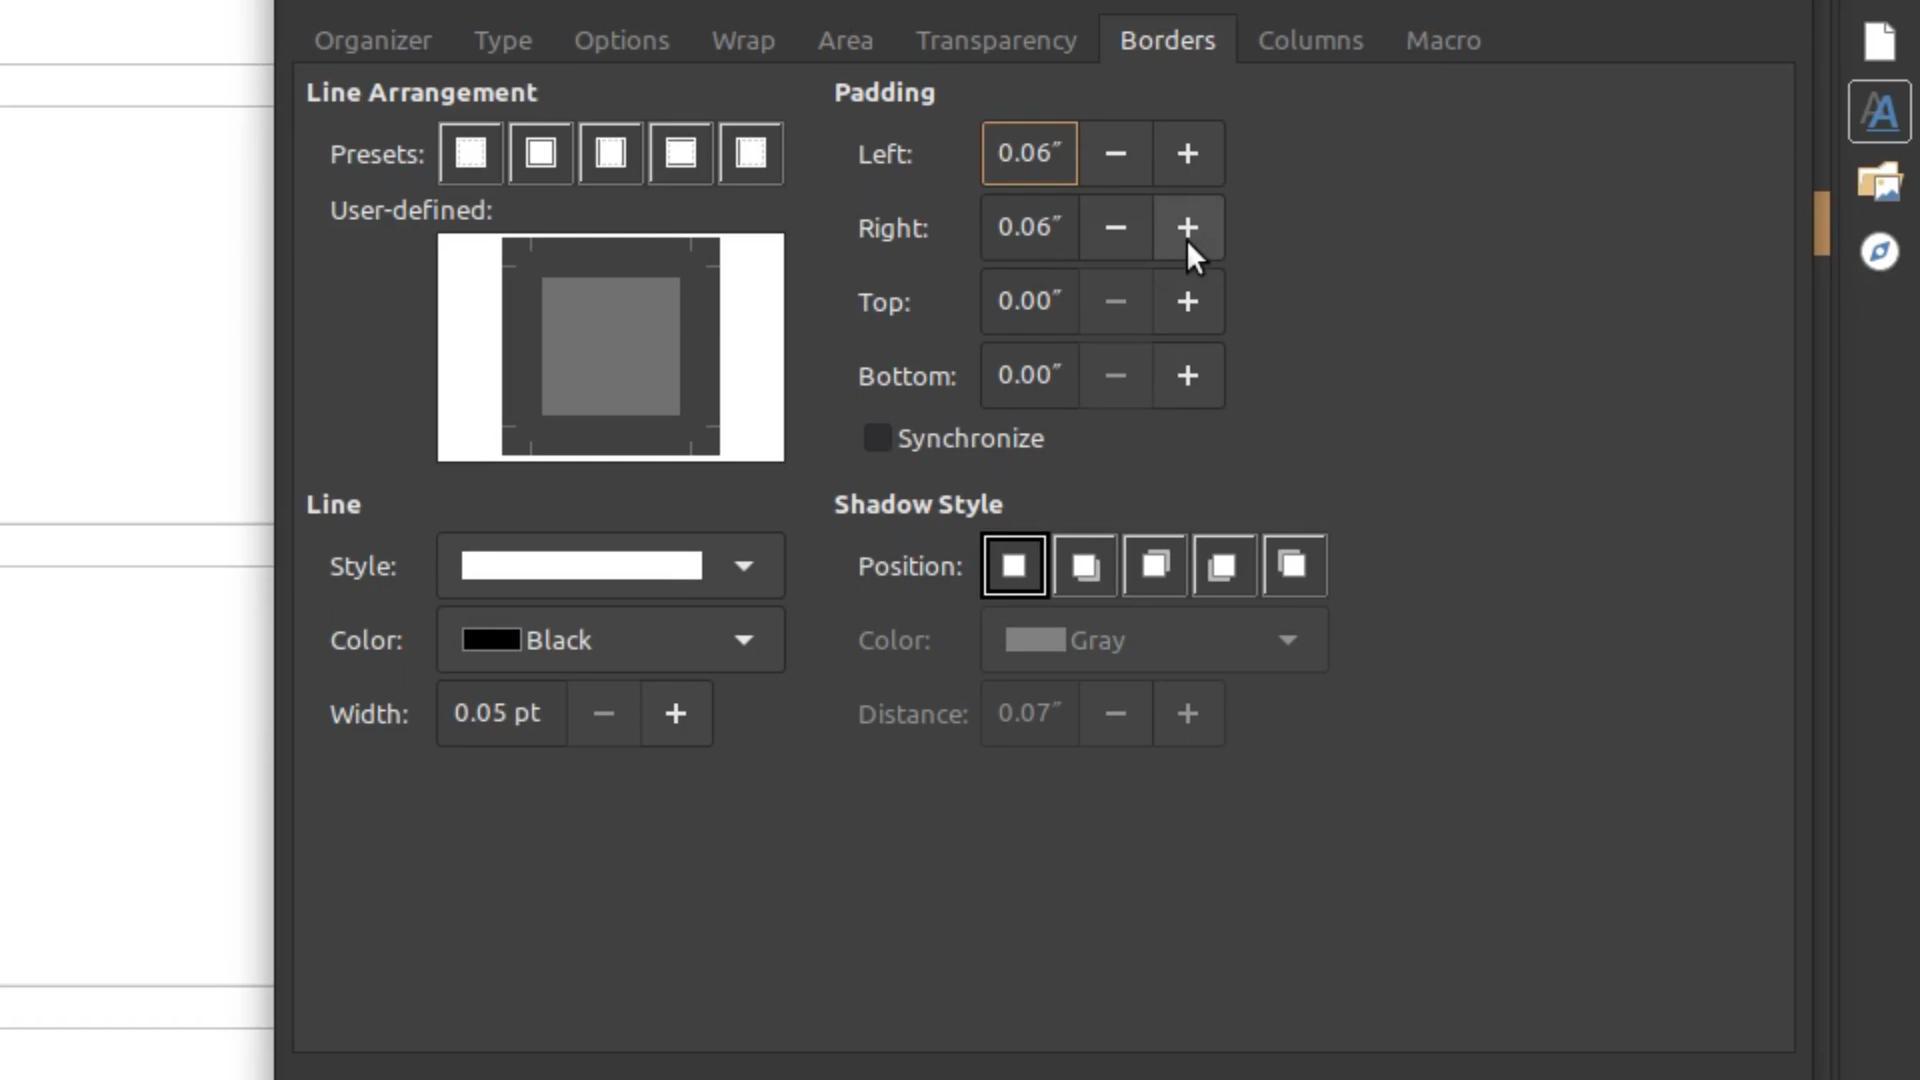 Organizer Type Options Wrap Area Transparency Borders Columns Macro
Line Arrangement
Presets:
User-defined:
Padding
Left: 0.06″
Right: 0.06″
Top: 0.00″
Bottom: 0.00″
Synchronize
Line
Style:
Color: Black
Width: 0.05 pt
Shadow Style
Position:
Color: Gray
Distance: 0.07″